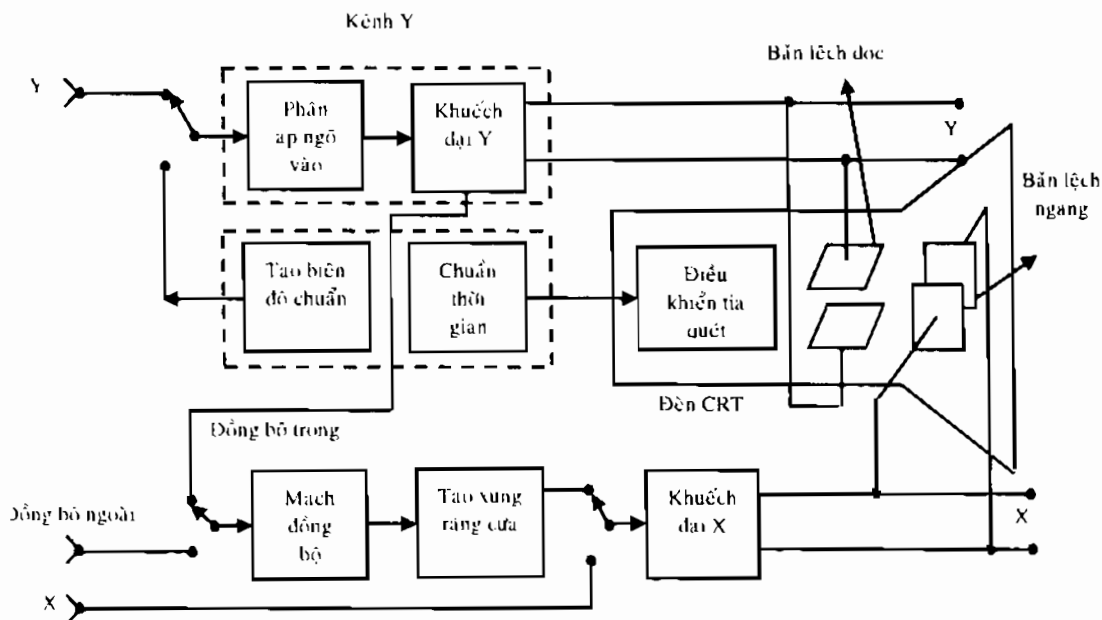 Kênh Y
Bản lệch dọc
Y
Phân
áp ngõ
vào
Khuếch
đại Y
Y
Bản lệch
ngang
Tạo biên
độ chuẩn
Chuẩn
thời
gian
Điều
khiển tia
quét
Đèn CRT
Đồng bộ trong
Mạch
đồng
bộ
Tạo xung
răng cưa
Khuếch
đại X
X
Đồng bộ ngoài
X